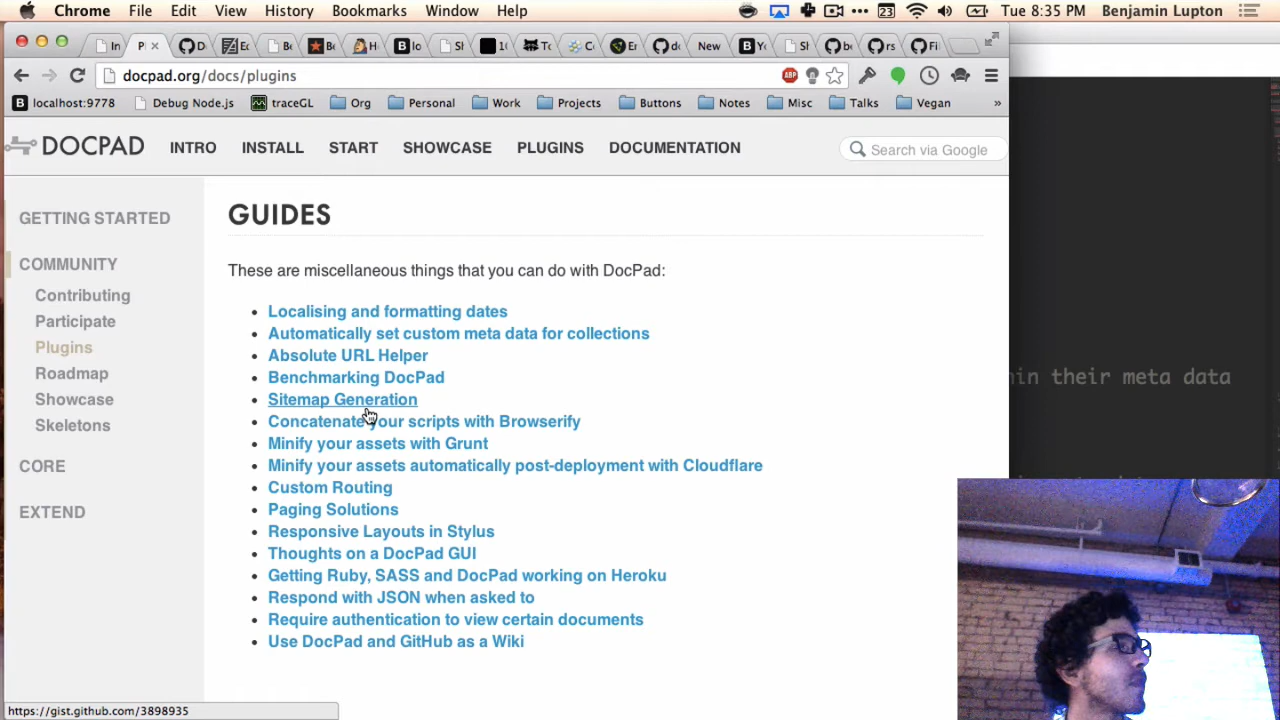 Chrome File Edit View History Bookmarks Window Help 23 Tue 8:35 PM Benjamin Lupton
docpad.org/docs/plugins
ABP
localhost:9778 Debug Node.js traceGL Org Personal Work Projects Buttons Notes Misc Talks Vegan »
DOCPAD INTRO INSTALL START SHOWCASE PLUGINS DOCUMENTATION Search via Google
GETTING STARTED
COMMUNITY
Contributing
Participate
Plugins
Roadmap
Showcase
Skeletons
CORE
EXTEND
GUIDES
These are miscellaneous things that you can do with DocPad:
Localising and formatting dates
Automatically set custom meta data for collections
Absolute URL Helper
Benchmarking DocPad
Sitemap Generation
Concatenate your scripts with Browserify
Minify your assets with Grunt
Minify your assets automatically post-deployment with Cloudflare
Custom Routing
Paging Solutions
Responsive Layouts in Stylus
Thoughts on a DocPad GUI
Getting Ruby, SASS and DocPad working on Heroku
Respond with JSON when asked to
Require authentication to view certain documents
Use DocPad and GitHub as a Wiki
their meta data
https://gist.github.com/3898935